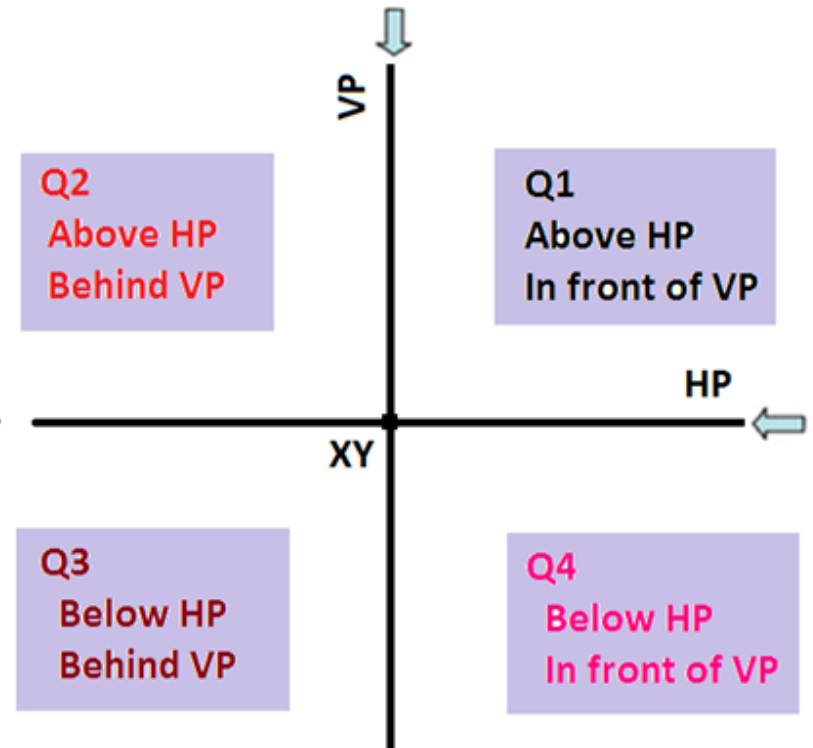 VP
Q2
Above HP
Behind VP
Q1
Above HP
In front of VP
HP
XY
Q3
Below HP
Behind VP
Q4
Below HP
In front of VP